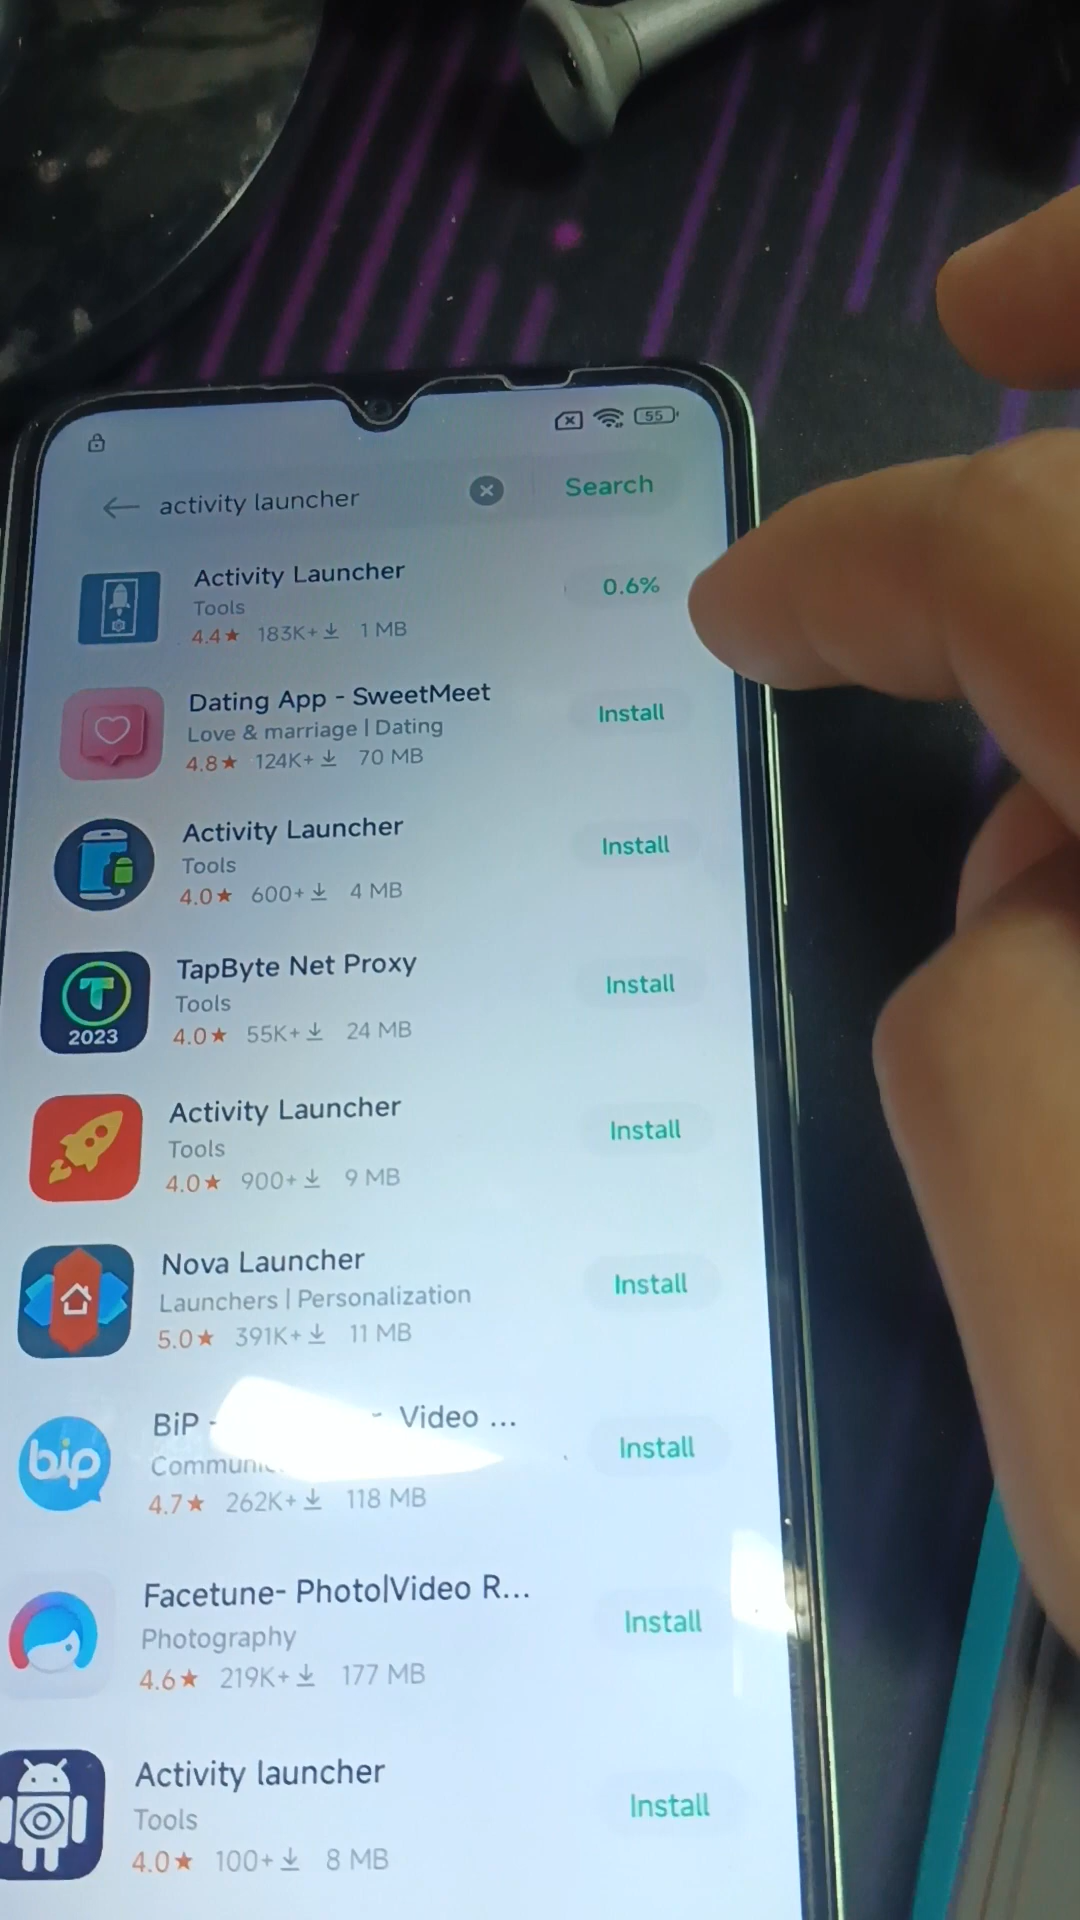 55
activity launcher
Search
Activity Launcher
Tools
0.6%
4.4★ 183K+ 1 MB
Dating App - SweetMeet
Love & marriage | Dating
Install
4.8★ 124K+ 70 MB
Activity Launcher
Tools
Install
4.0★ 600+ 4 MB
TapByte Net Proxy
Tools
Install
4.0★ 55K+ 24 MB
T
2023
Activity Launcher
Tools
Install
4.0★ 900+ 9 MB
Nova Launcher
Launchers | Personalization
Install
5.0★ 391K+ 11 MB
BiP - - Video ...
bip
Install
4.7★ 262K+ 118 MB
Facetune- Photo|Video R...
Photography
Install
4.6★ 219K+ 177 MB
Activity launcher
Tools
Install
4.0★ 100+ 8 MB